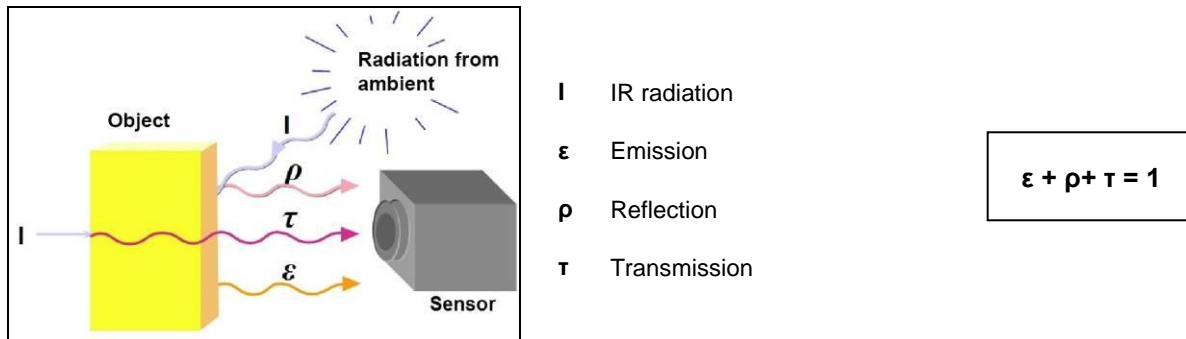 Radiation from
ambient
Object
I
ρ
τ
I
ε
Sensor
I IR radiation
ε Emission
ρ Reflection
τ Transmission
ε + ρ+ τ = 1